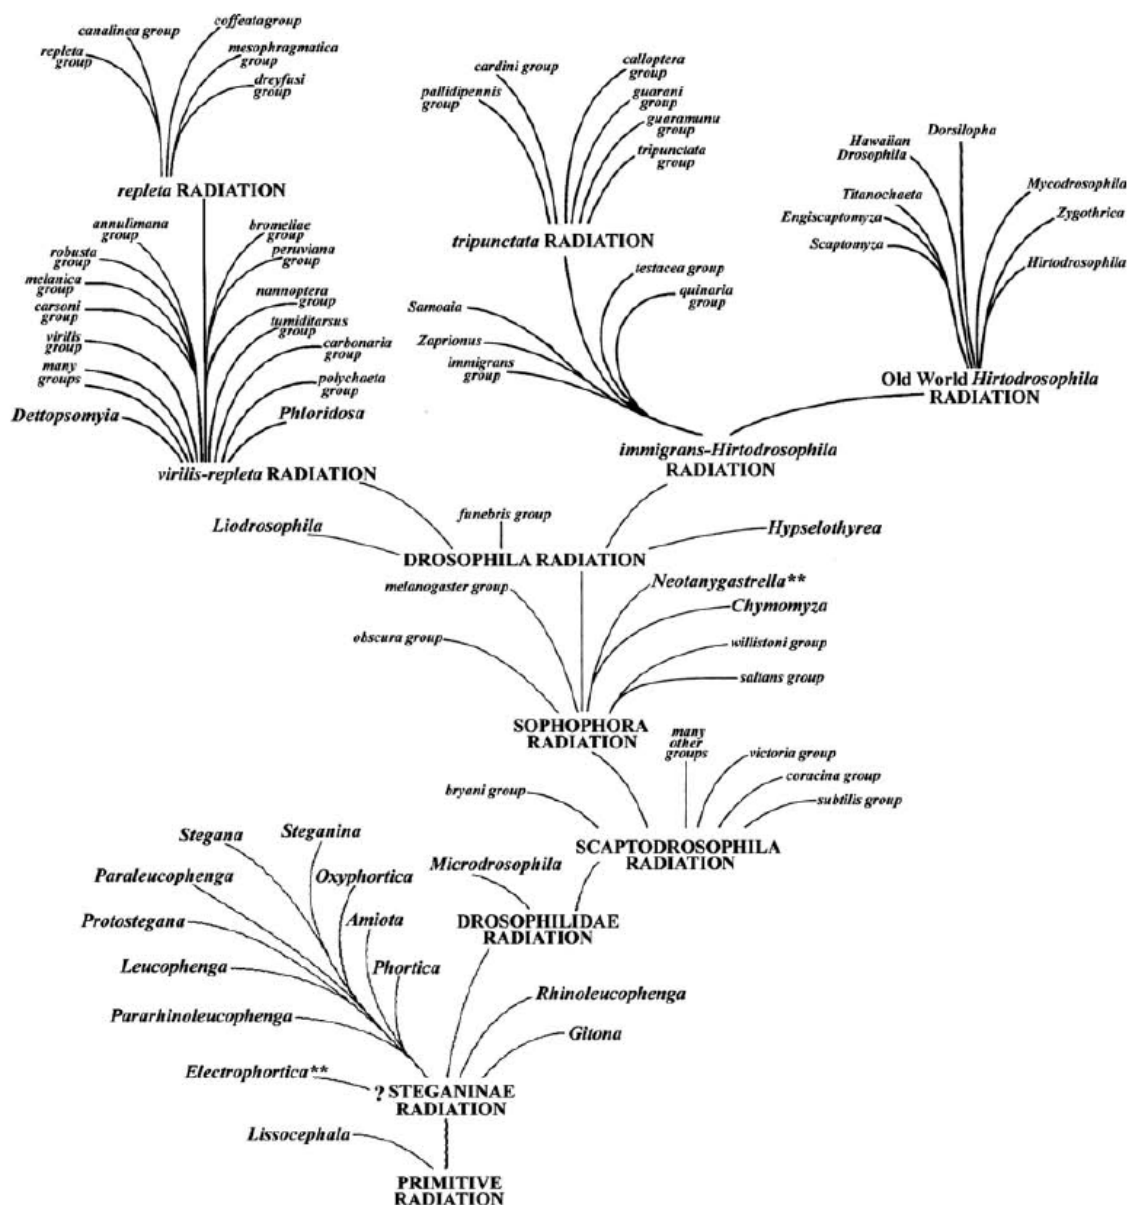 coffeatagroup
canalinea group
repleta
group
mesophragmatica
group
dreyfusi
group
repleta RADIATION
cardini group
calloptera
group
pallidipennis
group
guarani
group
guaramunu
group
tripunctata
group
tripunctata RADIATION
Dorsilopha
Hawaiian
Drosophila
Mycodrosophila
Titanochaeta
Engiscaptomyza
Zygothrica
Scaptomyza
Hirtodrosophila
Old World Hirtodrosophila
RADIATION
annulimana
group
bromeliae
group
robusta
group
peruviana
group
melanica
group
nannoptera
group
carsoni
group
tumiditarsus
group
virilis
group
carbonaria
group
many
groups
polychaeta
group
Dettopsomyia
Phloridosa
virilis-repleta RADIATION
testacea group
quinaria
group
Samoaia
Zaprionus
immigrans
group
immigrans-Hirtodrosophila
RADIATION
funebris group
Liodrosophila
Hypselothyrea
DROSOPHILA RADIATION
melanogaster group
Neotanygastrella**
Chymomyza
obscura group
willistoni group
saltans group
SOPHOPHORA
RADIATION
many
other
groups
victoria group
bryani group
coracina group
subtilis group
SCAPTODROSOPHILA
RADIATION
Stegana
Steganina
Microdrosophila
Paraleucophenga
Oxyphortica
Protostegana
Amiota
DROSOPHILIDAE
RADIATION
Leucophenga
Phortica
Rhinoleucophenga
Pararhinoleucophenga
Gitona
Electrophortica**
? STEGANINAE
RADIATION
Lissocephala
PRIMITIVE
RADIATION